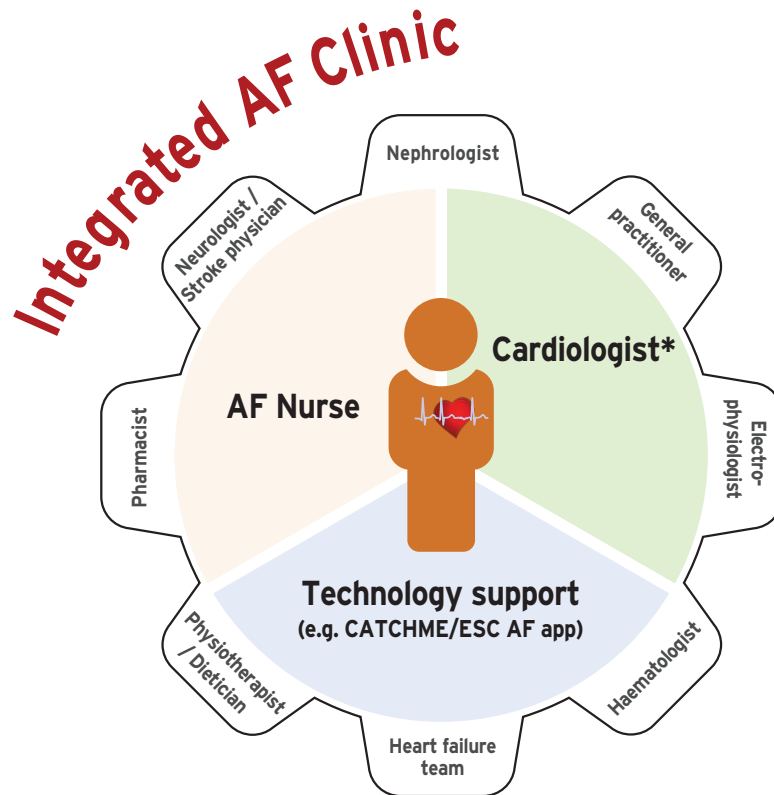 Integrated AF Clinic
Nephrologist
General
practitioner
Electro-
physiologist
Haematologist
Heart failure
team
Physiotherapist
/ Dietician
Pharmacist
Neurologist /
Stroke physician
AF Nurse
Cardiologist*
Technology support
(e.g. CATCHME/ESC AF app)